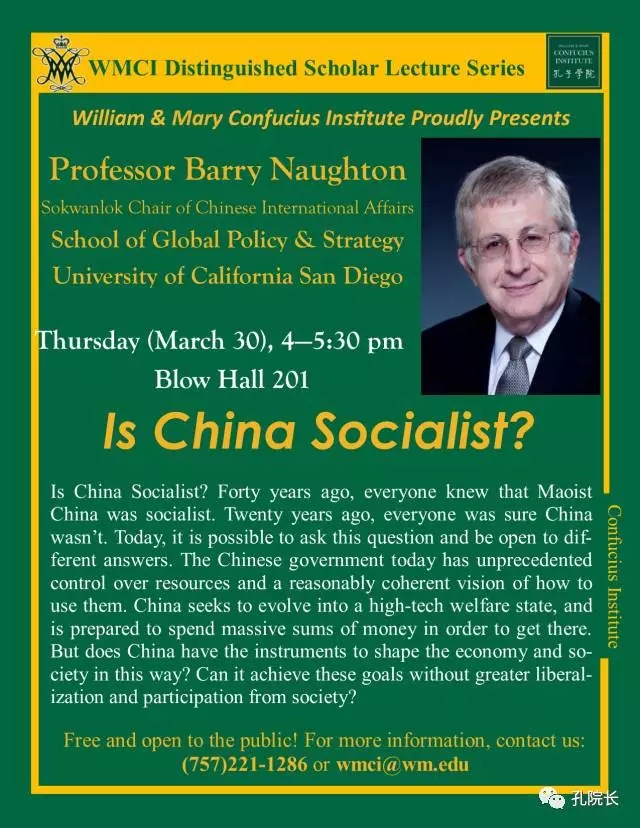 WMCI Distinguished Scholar Lecture Series
WILLIAM & MARY
CONFUCIUS
INSTITUTE
孔子学院
William & Mary Confucius Institute Proudly Presents
Professor Barry Naughton
Sokwanlok Chair of Chinese International Affairs
School of Global Policy & Strategy
University of California San Diego
Thursday (March 30), 4—5:30 pm
Blow Hall 201
Is China Socialist?
Is China Socialist? Forty years ago, everyone knew that Maoist
China was socialist. Twenty years ago, everyone was sure China
wasn't. Today, it is possible to ask this question and be open to dif-
ferent answers. The Chinese government today has unprecedented
control over resources and a reasonably coherent vision of how to
use them. China seeks to evolve into a high-tech welfare state, and
is prepared to spend massive sums of money in order to get there.
But does China have the instruments to shape the economy and so-
ciety in this way? Can it achieve these goals without greater liberal-
ization and participation from society?
Confucius Institute
Free and open to the public! For more information, contact us:
(757)221-1286 or wmci@wm.edu
孔院长